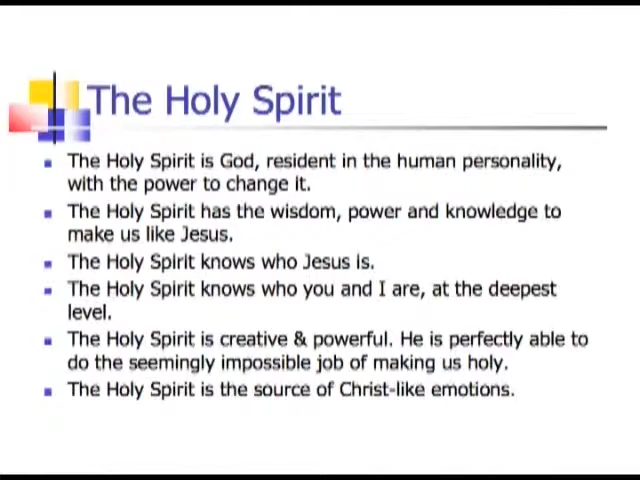 The Holy Spirit
The Holy Spirit is God, resident in the human personality,
with the power to change it.
The Holy Spirit has the wisdom, power and knowledge to
make us like Jesus.
The Holy Spirit knows who Jesus is.
The Holy Spirit knows who you and I are, at the deepest
level.
The Holy Spirit is creative & powerful. He is perfectly able to
do the seemingly impossible job of making us holy.
The Holy Spirit is the source of Christ-like emotions.